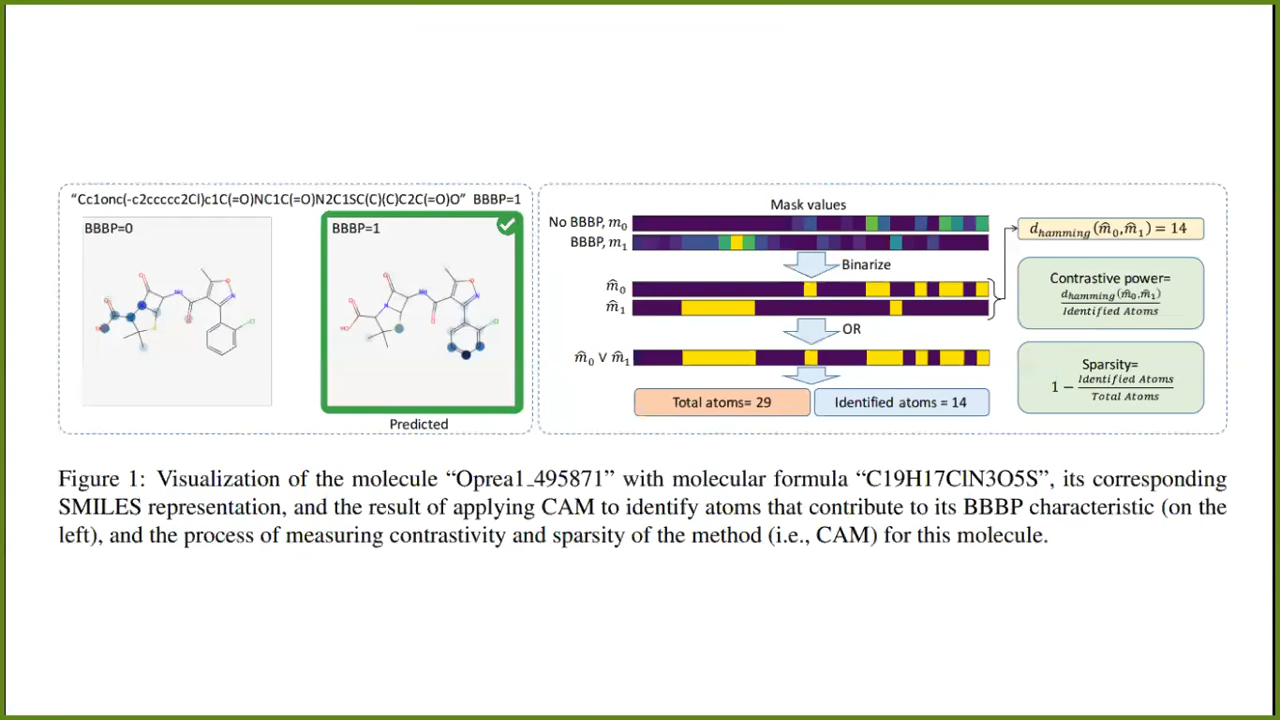 “Cc1onc(-c2ccccc2Cl)c1C(=O)NC1C(=O)N2C1SC(C)(C)C2C(=O)O” BBBP=1
BBBP=0
BBBP=1
Predicted
Mask values
No BBBP, m₀
BBBP, m₁
Binarize
m̂₀
m̂₁
OR
m̂₀ ∨ m̂₁
Total atoms= 29
Identified atoms = 14
d_hamming(m̂₀,m̂₁) = 14
Contrastive power=
d_hamming(m̂₀,m̂₁)
Identified Atoms
Sparsity=
1 − Identified Atoms
Total Atoms
Figure 1: Visualization of the molecule “Oprea1_495871” with molecular formula “C19H17ClN3O5S”, its corresponding
SMILES representation, and the result of applying CAM to identify atoms that contribute to its BBBP characteristic (on the
left), and the process of measuring contrastivity and sparsity of the method (i.e., CAM) for this molecule.